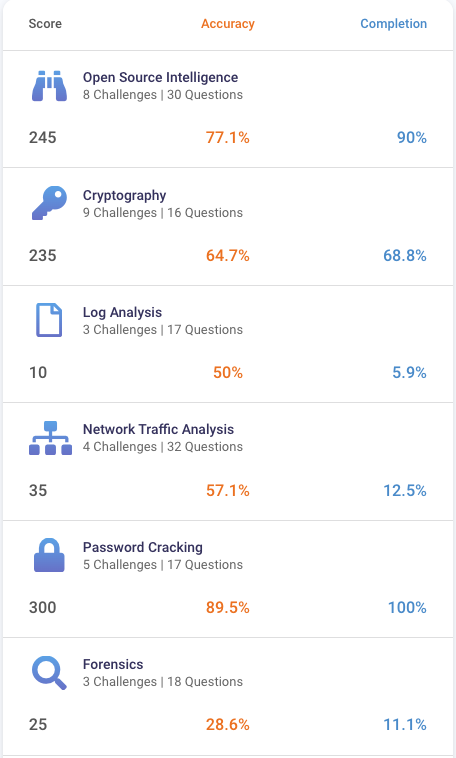 Score Accuracy Completion
Open Source Intelligence
8 Challenges | 30 Questions
245 77.1% 90%
Cryptography
9 Challenges | 16 Questions
235 64.7% 68.8%
Log Analysis
3 Challenges | 17 Questions
10 50% 5.9%
Network Traffic Analysis
4 Challenges | 32 Questions
35 57.1% 12.5%
Password Cracking
5 Challenges | 17 Questions
300 89.5% 100%
Forensics
3 Challenges | 18 Questions
25 28.6% 11.1%